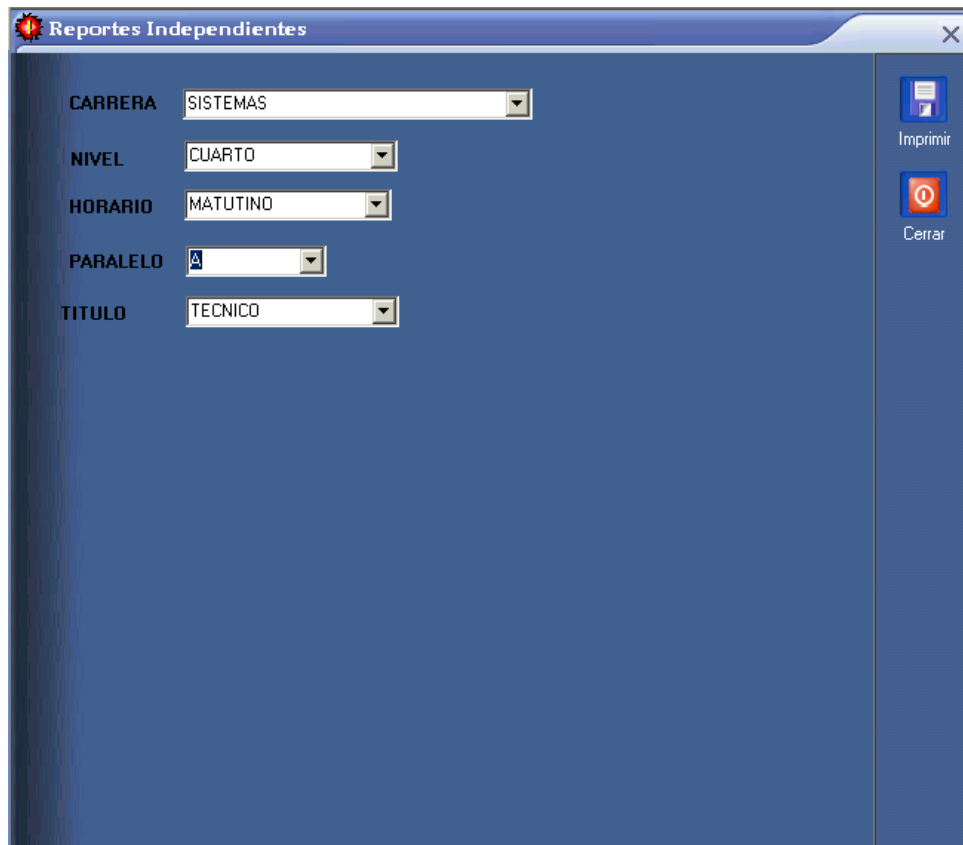 Reportes Independientes
CARRERA SISTEMAS
Imprimir
NIVEL CUARTO
HORARIO MATUTINO
Cerrar
PARALELO A
TITULO TECNICO